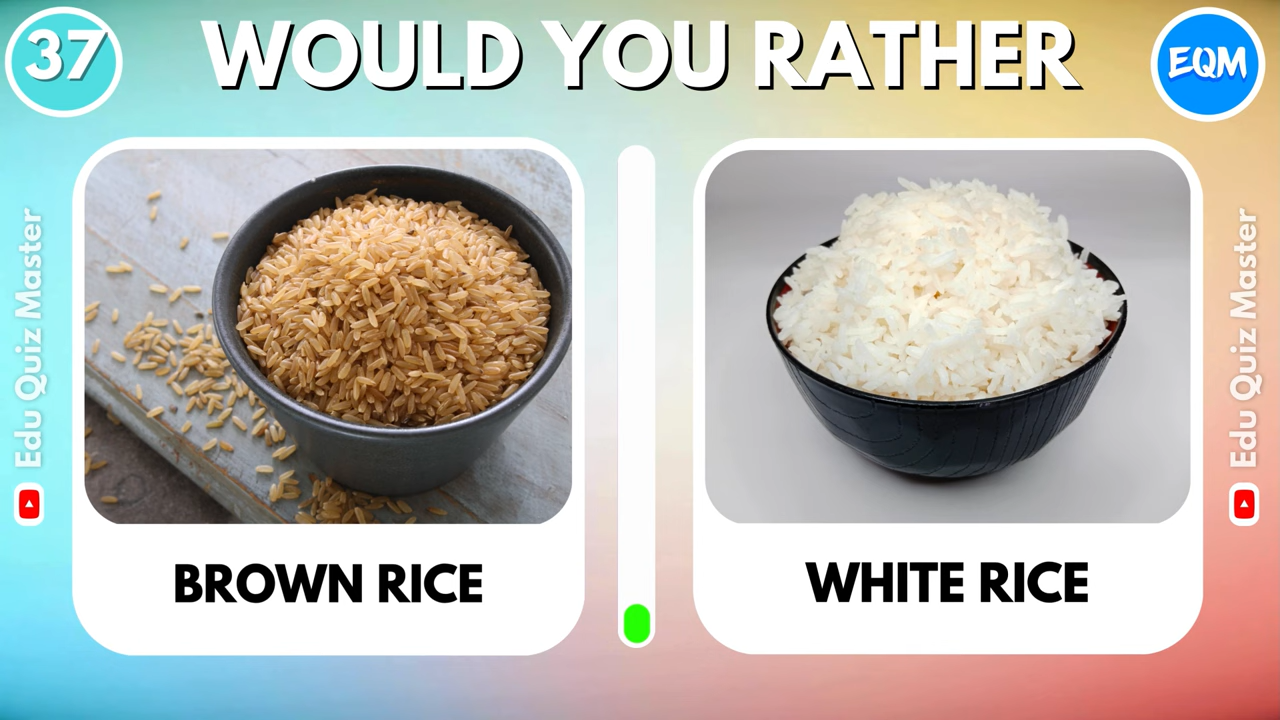 37
WOULD YOU RATHER
EQM
Edu Quiz Master
BROWN RICE
WHITE RICE
Edu Quiz Master